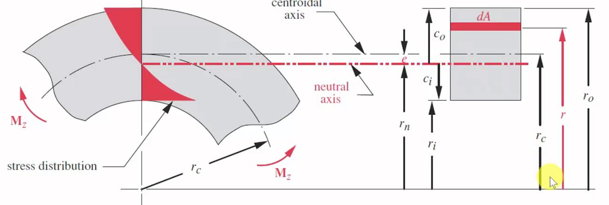 centroidal
axis
dA
c_o
e
neutral
axis
c_i
r_n
r_i
r_c
r
r_o
M_z
stress distribution
r_c
M_z